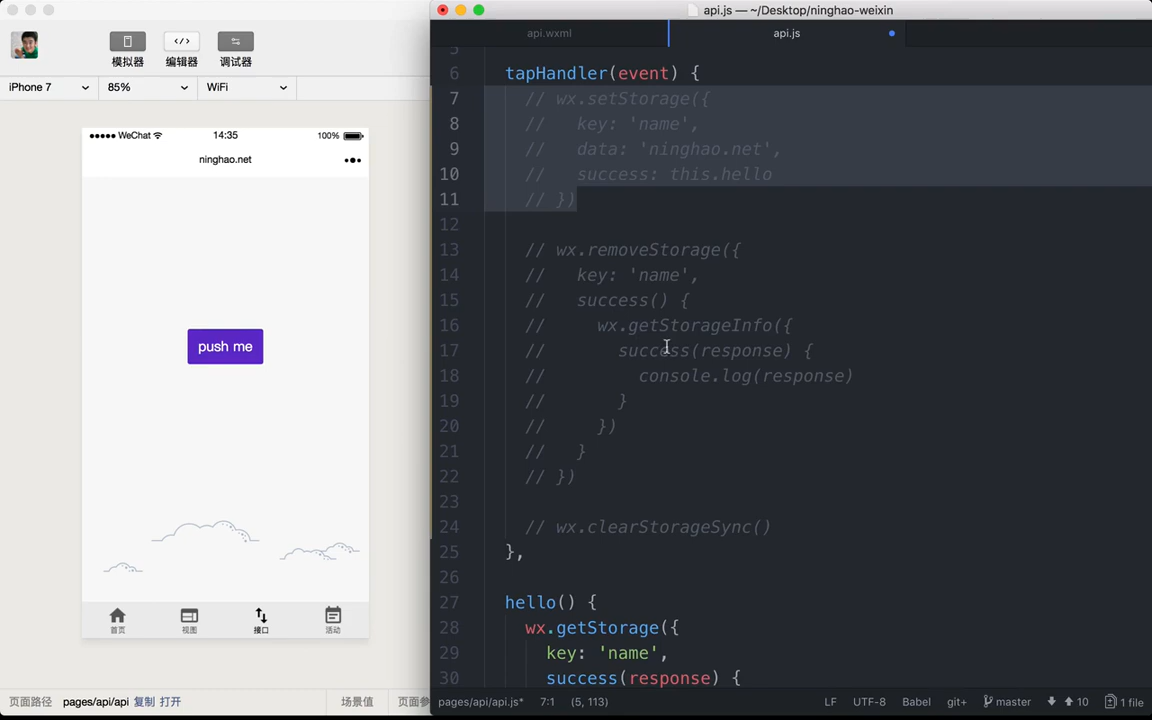 模拟器
编辑器
调试器
iPhone 7
85%
WiFi
WeChat
14:35
100%
ninghao.net
push me
首页
视图
接口
活动
页面路径
pages/api/api
复制
打开
场景值
页面参
api.js — ~/Desktop/ninghao-weixin
api.wxml
api.js
5
6 tapHandler(event) {
7 // wx.setStorage({
8 //   key: 'name',
9 //   data: 'ninghao.net',
10 //   success: this.hello
11 // })
12
13 // wx.removeStorage({
14 //   key: 'name',
15 //   success() {
16 //     wx.getStorageInfo({
17 //       success(response) {
18 //         console.log(response)
19 //       }
20 //     })
21 //   }
22 // })
23
24 // wx.clearStorageSync()
25 },
26
27 hello() {
28 wx.getStorage({
29 key: 'name',
30 success(response) {
pages/api/api.js*
7:1
(5, 113)
LF
UTF-8
Babel
git+
master
10
1 file